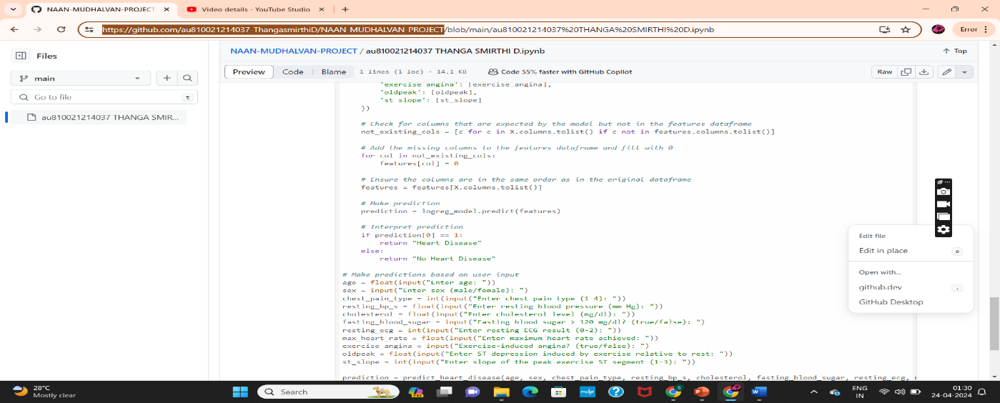 NAAN-MUDHALVAN-PROJECT
Video details - YouTube Studio
https://github.com/au810021214037-ThangasmirthiD/NAAN-MUDHALVAN-PROJECT/blob/main/au810021214037%20THANGA%20SMIRTHI%20D.ipynb
Error
Files
NAAN-MUDHALVAN-PROJECT / au810021214037 THANGA SMIRTHI D.ipynb
Top
main
Preview Code Blame 1 lines (1 loc) · 14.1 KB Code 55% faster with GitHub Copilot Raw
Go to file t
au810021214037 THANGA SMIR...
'exercise angina': [exercise_angina],
'oldpeak': [oldpeak],
'st slope': [st_slope]
})
# Check for columns that are expected by the model but not in the features dataframe
not_existing_cols = [c for c in X.columns.tolist() if c not in features.columns.tolist()]
# Add the missing columns to the features dataframe and fill with 0
for col in not_existing_cols:
features[col] = 0
# Ensure the columns are in the same order as in the original dataframe
features = features[X.columns.tolist()]
# Make prediction
prediction = logreg_model.predict(features)
# Interpret prediction
if prediction[0] == 1:
return "Heart Disease"
else:
return "No Heart Disease"
# Make predictions based on user input
age = float(input("Enter age: "))
sex = input("Enter sex (male/female): ")
chest_pain_type = int(input("Enter chest pain type (1-4): "))
resting_bp_s = float(input("Enter resting blood pressure (mm Hg): "))
cholesterol = float(input("Enter cholesterol level (mg/dl): "))
fasting_blood_sugar = input("Fasting blood sugar > 120 mg/dl? (true/false): ")
resting_ecg = int(input("Enter resting ECG result (0-2): "))
max_heart_rate = float(input("Enter maximum heart rate achieved: "))
exercise_angina = input("Exercise-induced angina? (true/false): ")
oldpeak = float(input("Enter ST depression induced by exercise relative to rest: "))
st_slope = int(input("Enter slope of the peak exercise ST segment (1-3): "))
prediction = predict_heart_disease(age, sex, chest_pain_type, resting_bp_s, cholesterol, fasting_blood_sugar, resting_ecg,
Edit file
Edit in place e
Open with...
github.dev .
GitHub Desktop
28°C
Mostly clear
Search
ENG
IN
01:30
24-04-2024